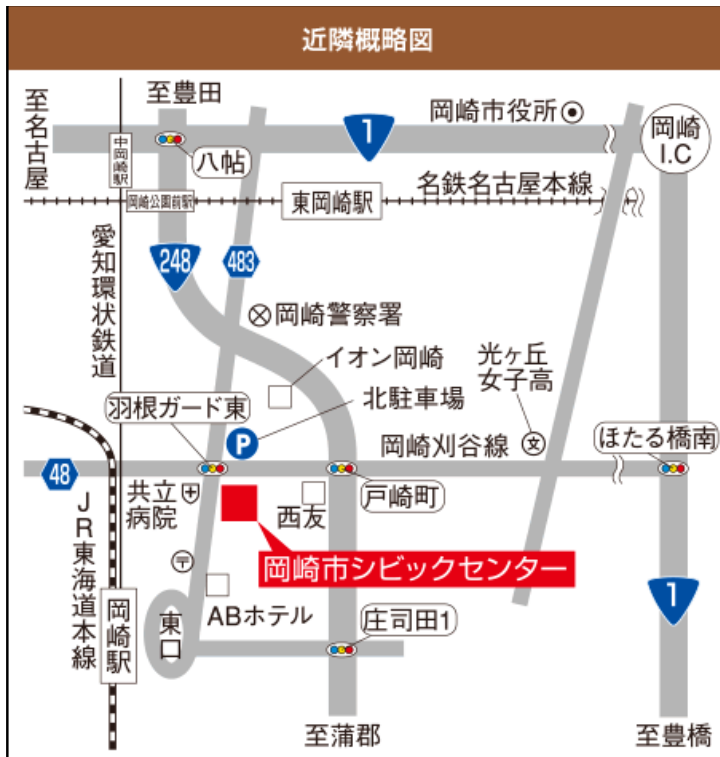 近隣概略図
至豊田
至名古屋
中岡崎駅
1
岡崎市役所
岡崎
I.C
八帖
岡崎公園前駅
東岡崎駅
名鉄名古屋本線
愛知環状鉄道
248
483
岡崎警察署
イオン岡崎
光ヶ丘
女子高
羽根ガード東
P
北駐車場
岡崎刈谷線
文
ほたる橋南
48
共立
病院
西友
戸崎町
JR東海道本線
岡崎市シビックセンター
〒
ABホテル
1
岡崎駅
東口
庄司田1
至蒲郡
至豊橋